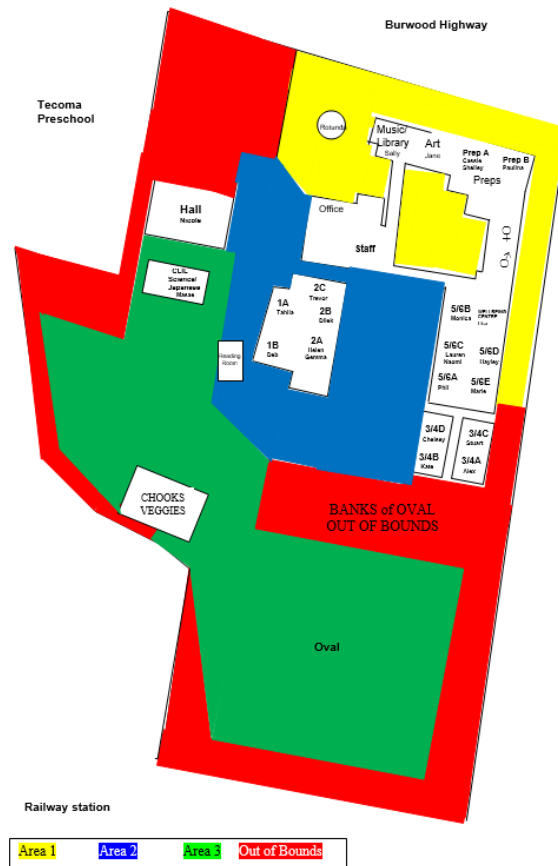 Burwood Highway
Tecoma
Preschool
Rotunda
Music/
Library
Sally
Art
Jane
Prep A
Cassie
Shelley
Prep B
Paulina
Preps
Hall
Nicole
Office
Staff
CLIL
Science/
Japanese
1A
Tahlia
2C
Trevor
2B
Dilek
1B
Deb
2A
Helen
Gemma
Reading
Room
5/6B
Monica
CENTRE
5/6C
Lauren
Naomi
5/6D
Hayley
5/6A
Phil
5/6E
Marie
3/4D
Chelsey
3/4C
Stuart
3/4B
Kate
3/4A
Alex
CHOOKS
VEGGIES
BANKS of OVAL
OUT OF BOUNDS
Oval
Railway station
Area 1 Area 2 Area 3 Out of Bounds